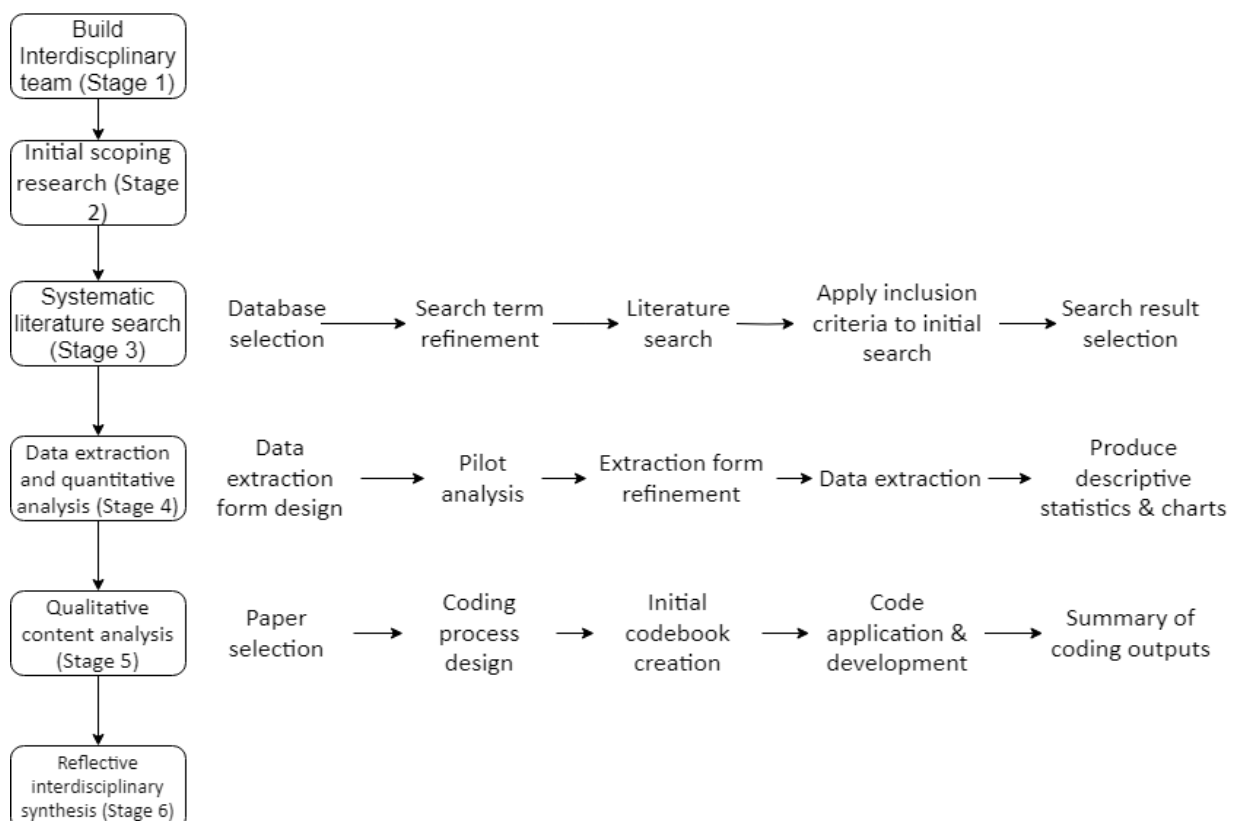 Build
Interdiscplinary
team (Stage 1)
Initial scoping
research (Stage
2)
Systematic
literature search
(Stage 3)
Database
selection
Search term
refinement
Literature
search
Apply inclusion
criteria to initial
search
Search result
selection
Data extraction
and quantitative
analysis (Stage 4)
Data
extraction
form design
Pilot
analysis
Extraction form
refinement
Data extraction
Produce
descriptive
statistics & charts
Qualitative
content analysis
(Stage 5)
Paper
selection
Coding
process
design
Initial
codebook
creation
Code
application &
development
Summary of
coding outputs
Reflective
interdisciplinary
synthesis (Stage 6)